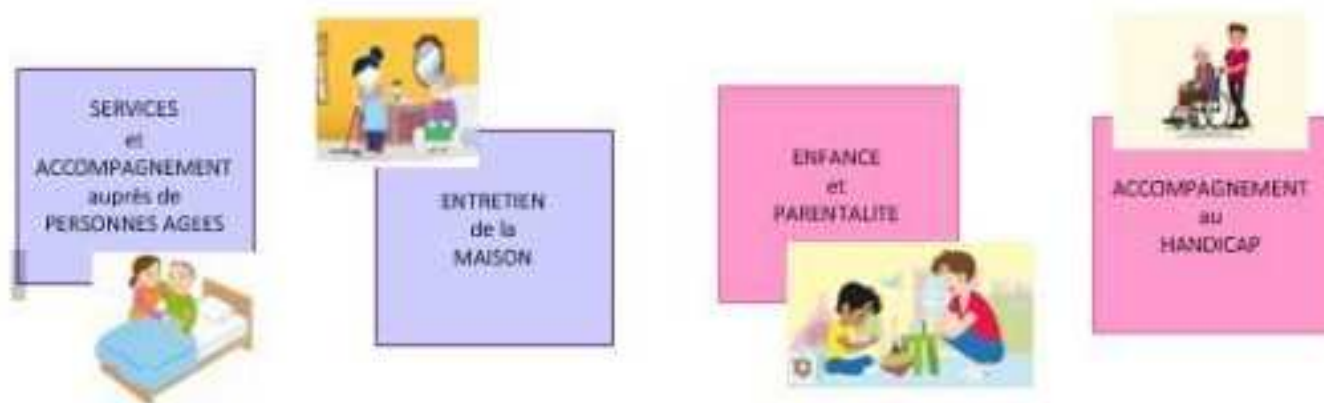 SERVICES
et
ACCOMPAGNEMENT
auprès de
PERSONNES AGEES
ENTRETIEN
de la
MAISON
ENFANCE
et
PARENTALITE
ACCOMPAGNEMENT
au
HANDICAP